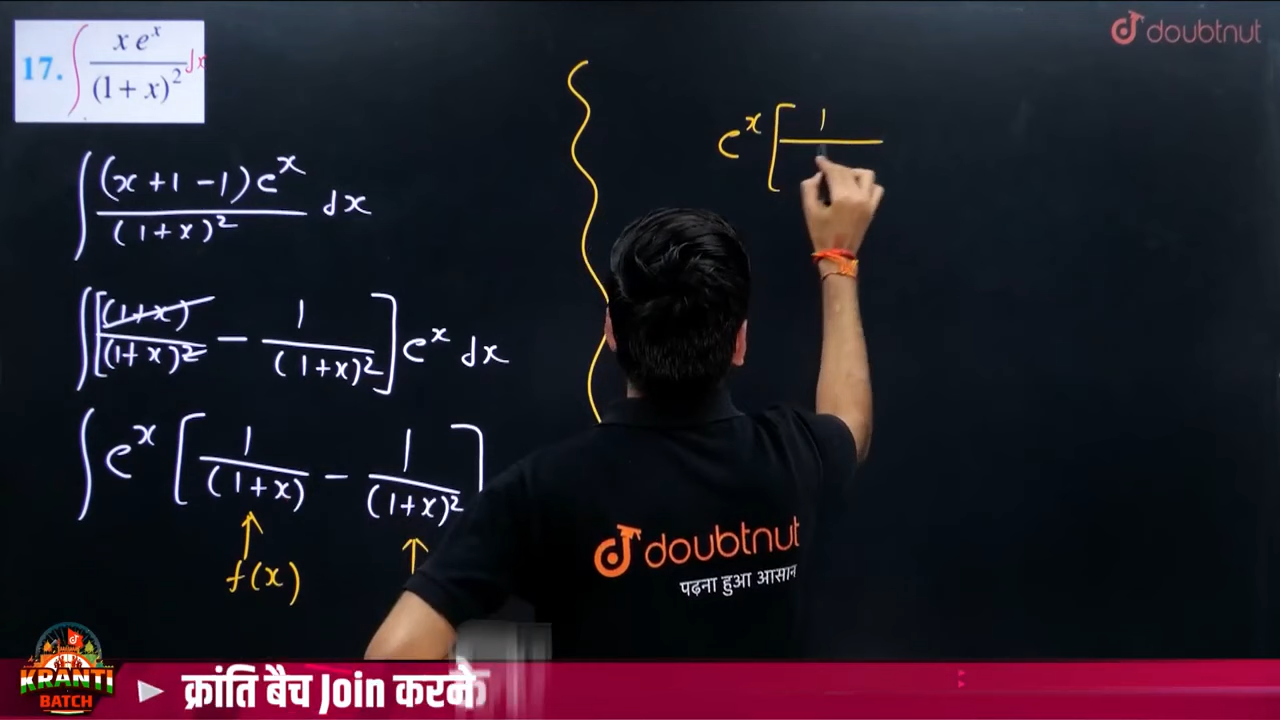 17. ∫ x e^x / (1 + x)^2 dx
doubtnut
∫ (x + 1 - 1) e^x / (1 + x)^2 dx
∫ [ (1+x) / (1+x)^2 - 1 / (1+x)^2 ] e^x dx
∫ e^x [ 1 / (1+x) - 1 / (1+x)^2 ]
↑ ↑
f(x)
e^x [ 1 /
doubtnut
पढ़ना हुआ आसान
KRANTI
BATCH
क्रांति बैच Join करके